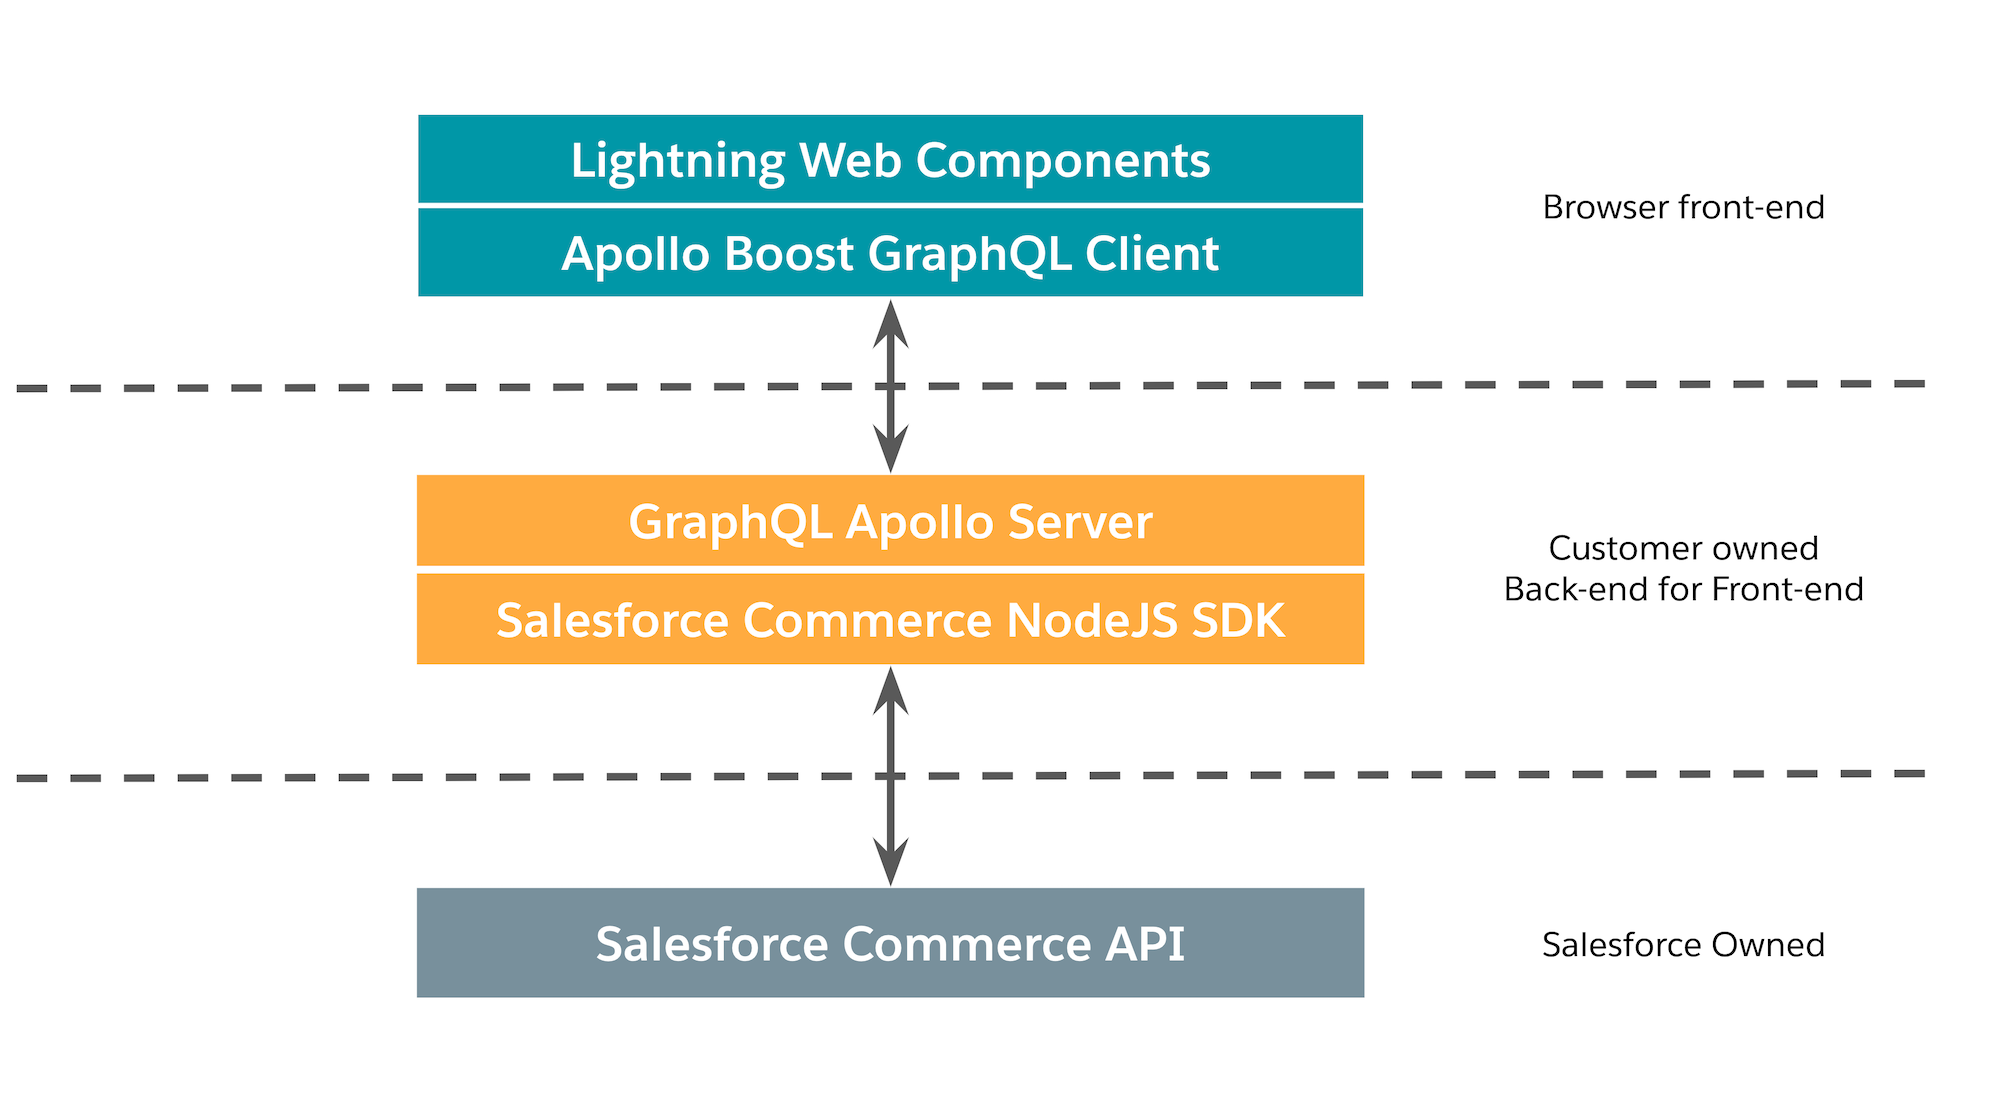 Lightning Web Components
Apollo Boost GraphQL Client
Browser front-end
GraphQL Apollo Server
Salesforce Commerce NodeJS SDK
Customer owned
Back-end for Front-end
Salesforce Commerce API
Salesforce Owned